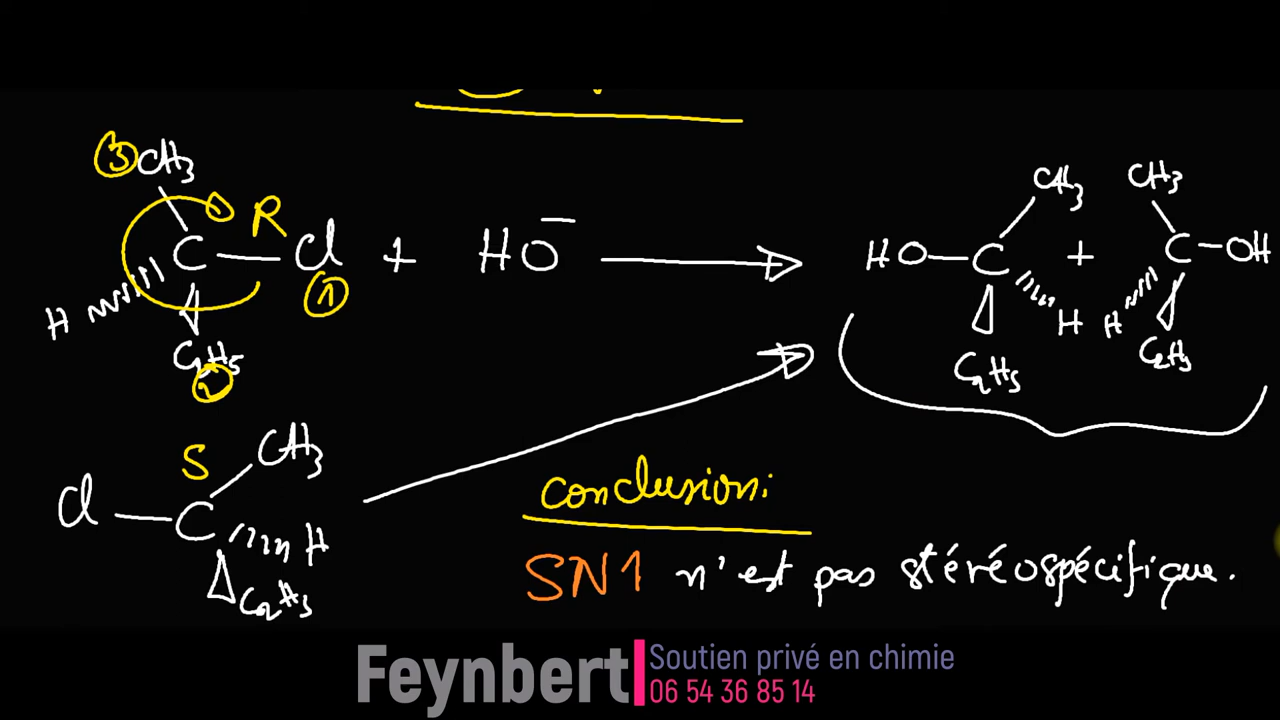 ③ CH3
R
C — Cl + HO⁻ → HO—C + C—OH
①
H
C2H5
②
CH3 CH3
H H
C2H5 C2H5
S
CH3
Cl — C
H
C2H5
conclusion:
SN1 n'est pas stéréospécifique.
Feynbert
Soutien privé en chimie
06 54 36 85 14